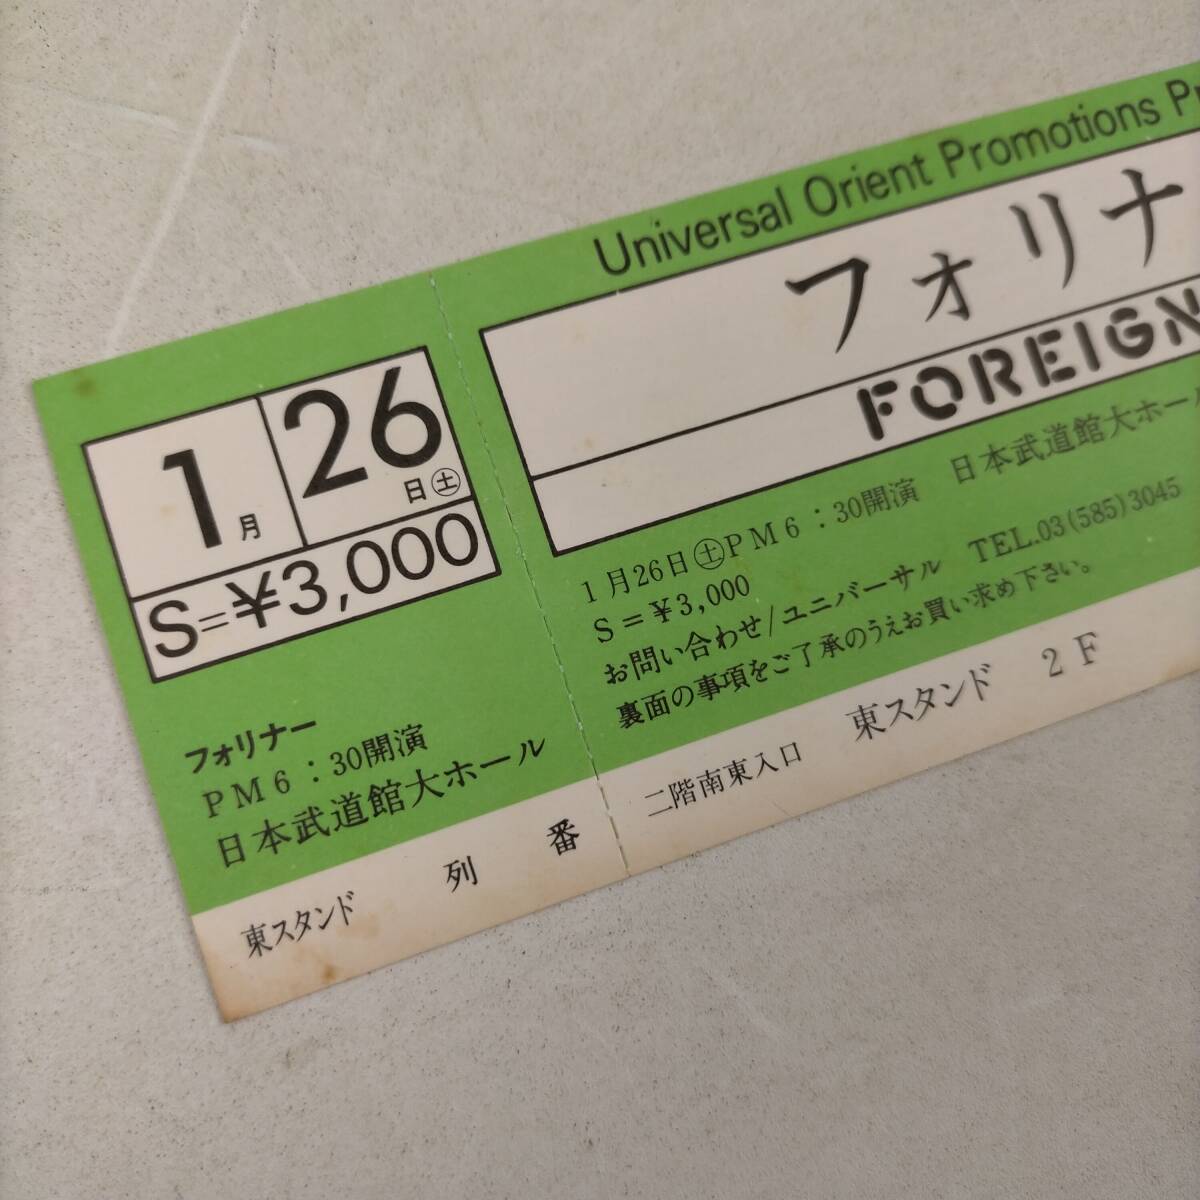 1月 26日㊏
S=¥3,000
フォリナー
PM6:30開演
日本武道館大ホール
東スタンド 列 番
Universal Orient Promotions
フォリナ
FOREIGN
1月26日㊏PM6:30開演 日本武道館大ホール
S=¥3,000
お問い合わせ/ユニバーサル TEL.03(585)3045
裏面の事項をご了承のうえお買い求め下さい。
二階南東入口 東スタンド 2F